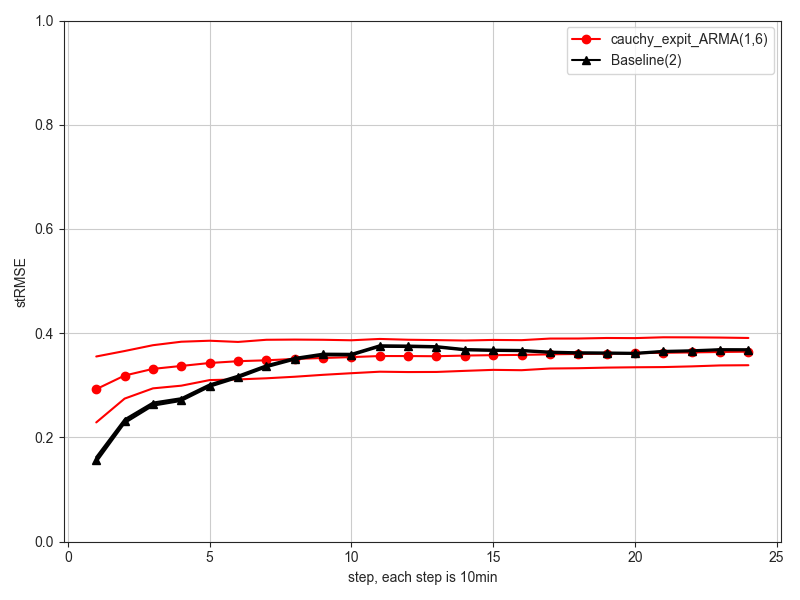 1.0
0.8
0.6
0.4
0.2
0.0
stRMSE
cauchy_expit_ARMA(1,6)
Baseline(2)
0 5 10 15 20 25
step, each step is 10min